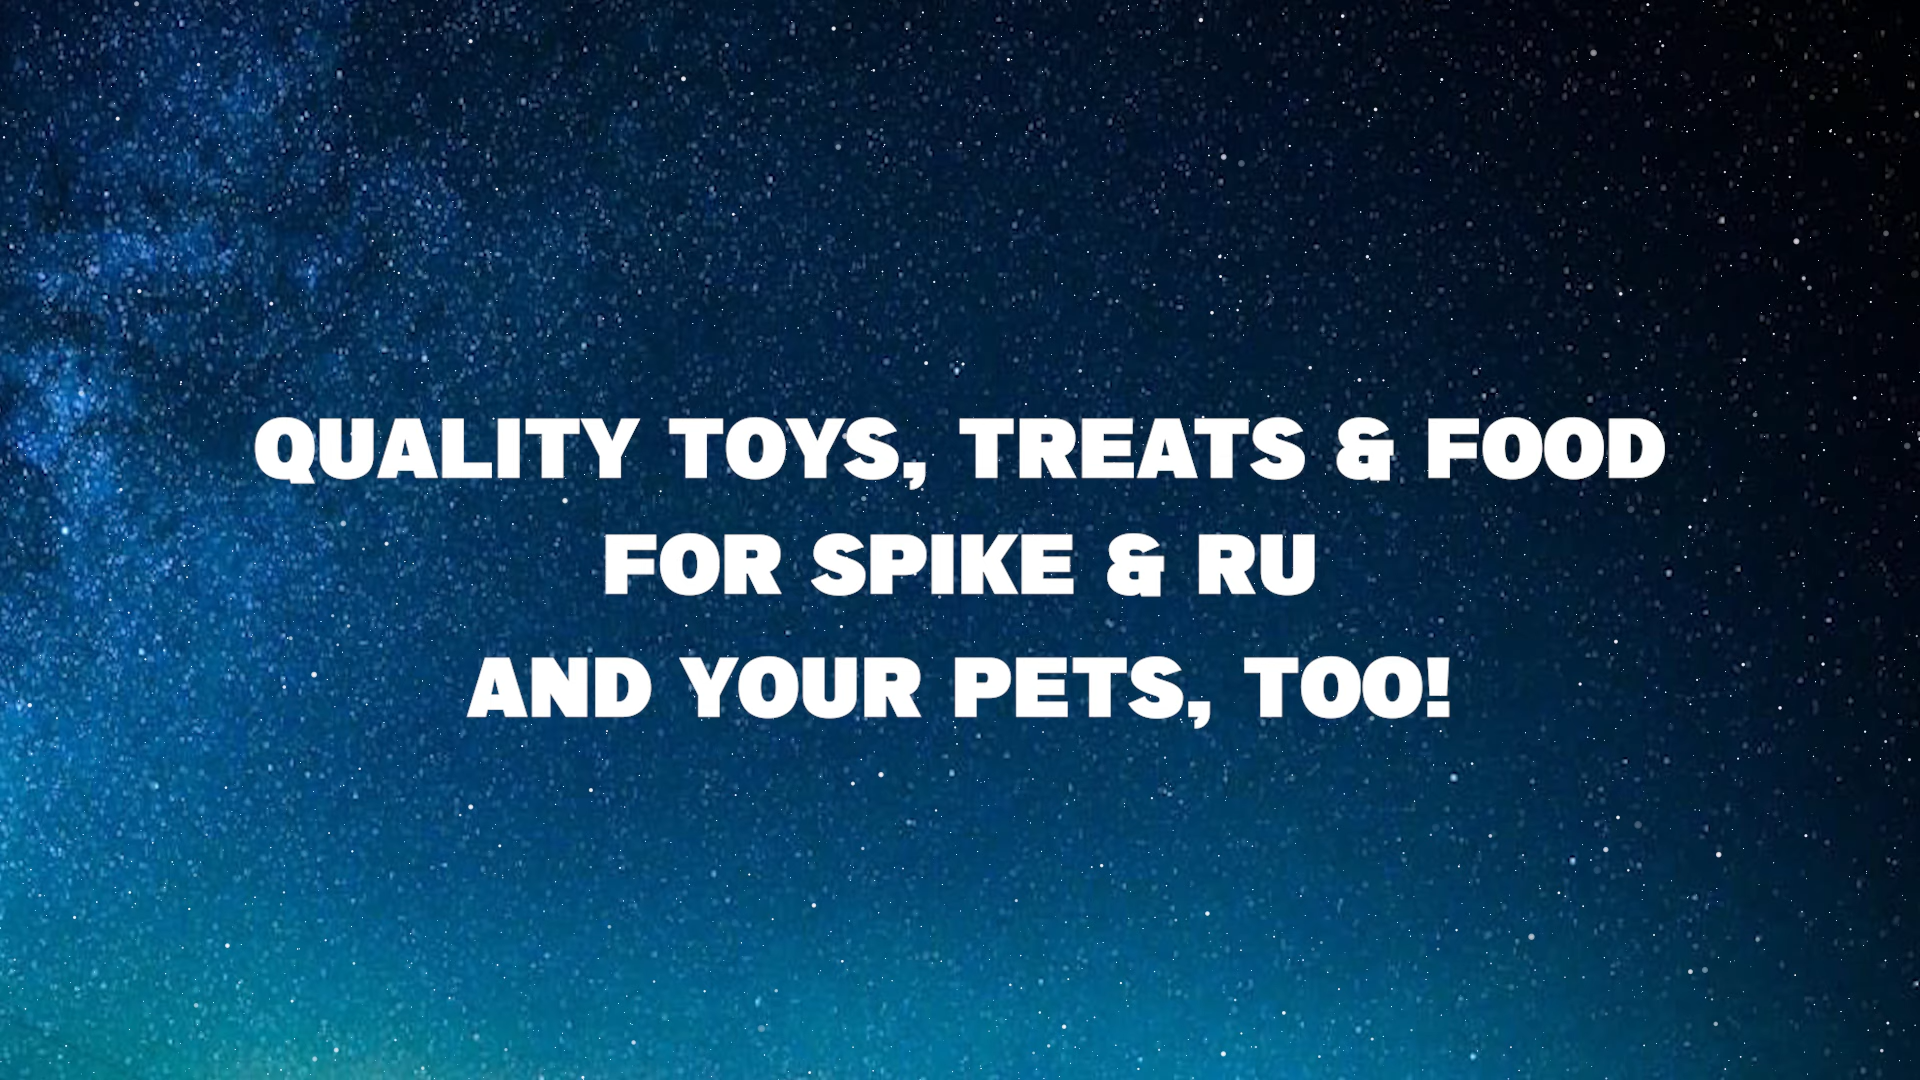 QUALITY TOYS, TREATS & FOOD
FOR SPIKE & RU
AND YOUR PETS, TOO!